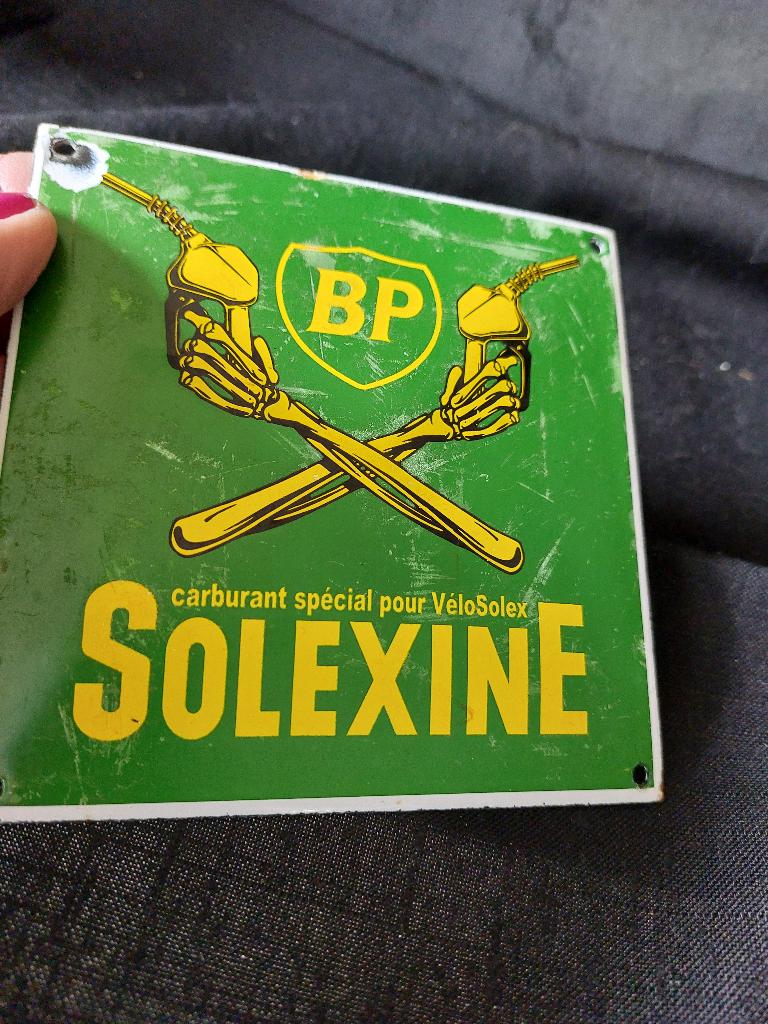 BP
carburant spécial pour VéloSolex
SOLEXINE